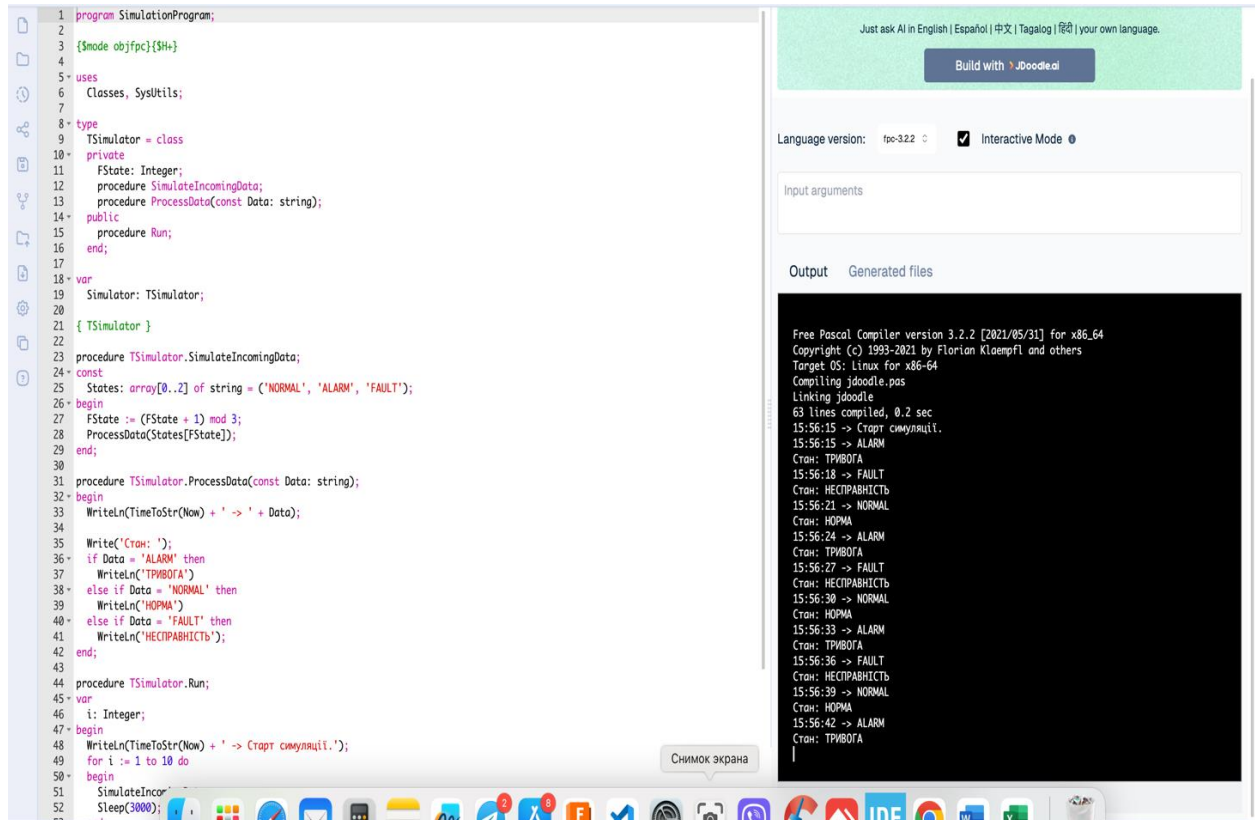 1 program SimulationProgram;
2
3 {$mode objfpc}{$H+}
4
5 uses
6 Classes, SysUtils;
7
8 type
9 TSimulator = class
10 private
11 FState: Integer;
12 procedure SimulateIncomingData;
13 procedure ProcessData(const Data: string);
14 public
15 procedure Run;
16 end;
17
18 var
19 Simulator: TSimulator;
20
21 { TSimulator }
22
23 procedure TSimulator.SimulateIncomingData;
24 const
25 States: array[0..2] of string = ('NORMAL', 'ALARM', 'FAULT');
26 begin
27 FState := (FState + 1) mod 3;
28 ProcessData(States[FState]);
29 end;
30
31 procedure TSimulator.ProcessData(const Data: string);
32 begin
33 WriteLn(TimeToStr(Now) + ' -> ' + Data);
34
35 Write('Стан: ');
36 if Data = 'ALARM' then
37 WriteLn('ТРИВОГА')
38 else if Data = 'NORMAL' then
39 WriteLn('НОРМА')
40 else if Data = 'FAULT' then
41 WriteLn('НЕСПРАВНІСТЬ');
42 end;
43
44 procedure TSimulator.Run;
45 var
46 i: Integer;
47 begin
48 WriteLn(TimeToStr(Now) + ' -> Старт симуляції.');
49 for i := 1 to 10 do
50 begin
51
52 Sleep(3000);
Just ask AI in English | Español | 中文 | Tagalog | हिंदी | your own language.
Build with JDoodle.ai
Language version: fpc-3.2.2 Interactive Mode
Input arguments
Output Generated files
Free Pascal Compiler version 3.2.2 [2021/05/31] for x86_64
Copyright (c) 1993-2021 by Florian Klaempfl and others
Target OS: Linux for x86-64
Compiling jdoodle.pas
Linking jdoodle
63 lines compiled, 0.2 sec
15:56:15 -> Старт симуляції.
15:56:15 -> ALARM
Стан: ТРИВОГА
15:56:18 -> FAULT
Стан: НЕСПРАВНІСТЬ
15:56:21 -> NORMAL
Стан: НОРМА
15:56:24 -> ALARM
Стан: ТРИВОГА
15:56:27 -> FAULT
Стан: НЕСПРАВНІСТЬ
15:56:30 -> NORMAL
Стан: НОРМА
15:56:33 -> ALARM
Стан: ТРИВОГА
15:56:36 -> FAULT
Стан: НЕСПРАВНІСТЬ
15:56:39 -> NORMAL
Стан: НОРМА
15:56:42 -> ALARM
Стан: ТРИВОГА
Снимок экрана
2
8
IDE